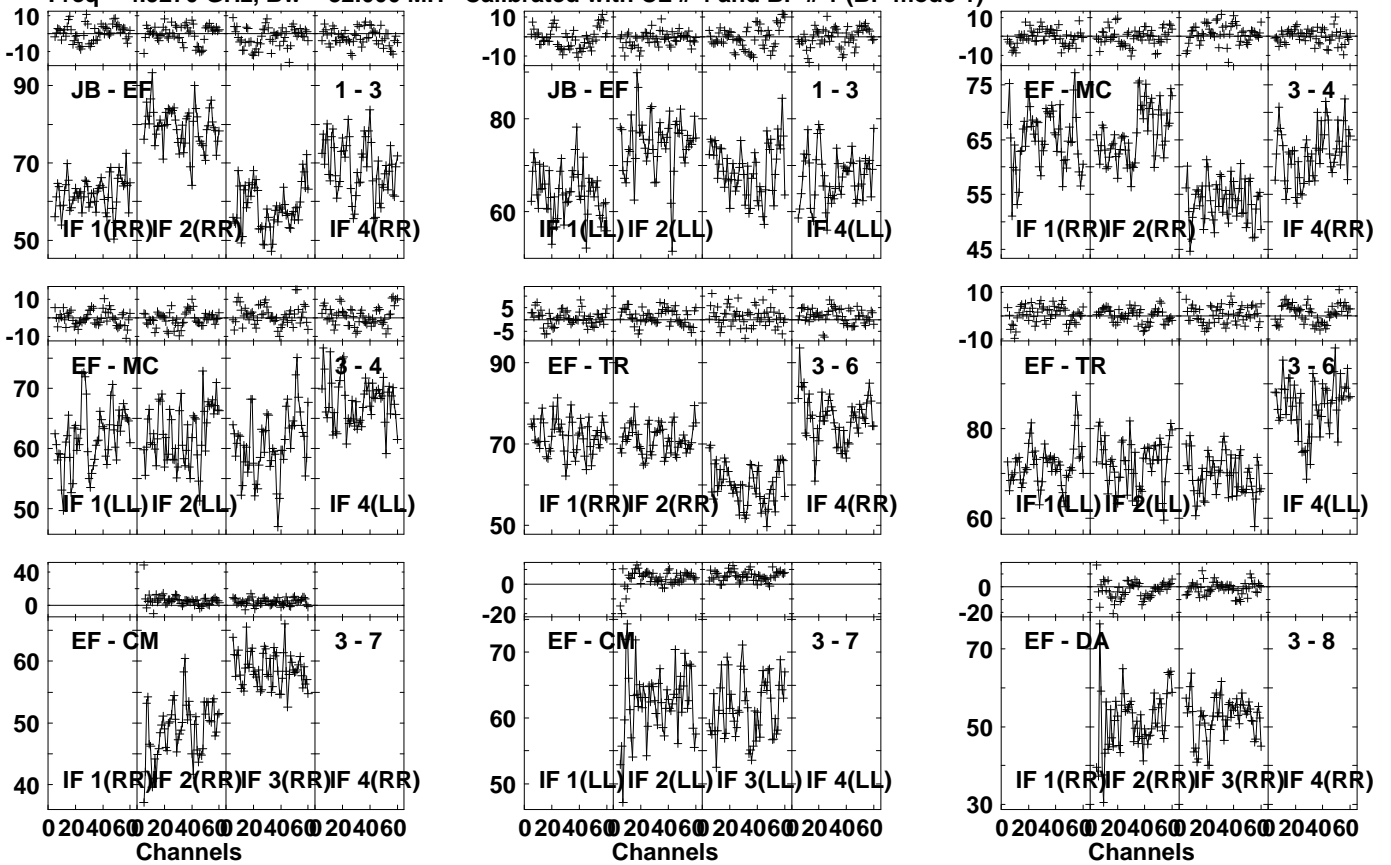 10
-10
90
70
50
JB - EF 1 - 3
IF 1(RR) IF 2(RR) IF 4(RR)
10
-10
80
60
JB - EF 1 - 3
IF 1(LL) IF 2(LL) IF 4(LL)
10
-10
75
65
55
45
EF - MC 3 - 4
IF 1(RR) IF 2(RR) IF 4(RR)
10
-10
70
60
50
EF - MC 3 - 4
IF 1(LL) IF 2(LL) IF 4(LL)
5
-5
90
70
50
EF - TR 3 - 6
IF 1(RR) IF 2(RR) IF 4(RR)
10
-10
80
60
EF - TR 3 - 6
IF 1(LL) IF 2(LL) IF 4(LL)
40
0
60
50
40
EF - CM 3 - 7
IF 1(RR) IF 2(RR) IF 3(RR) IF 4(RR)
0 20 40 60 0 20 40 60 0 20 40 60 0 20 40 60
Channels
0
-20
70
60
50
EF - CM 3 - 7
IF 1(LL) IF 2(LL) IF 3(LL) IF 4(LL)
0 20 40 60 0 20 40 60 0 20 40 60 0 20 40 60
Channels
0
-20
70
50
30
EF - DA 3 - 8
IF 1(RR) IF 2(RR) IF 3(RR) IF 4(RR)
0 20 40 60 0 20 40 60 0 20 40 60 0 20 40 60
Channels